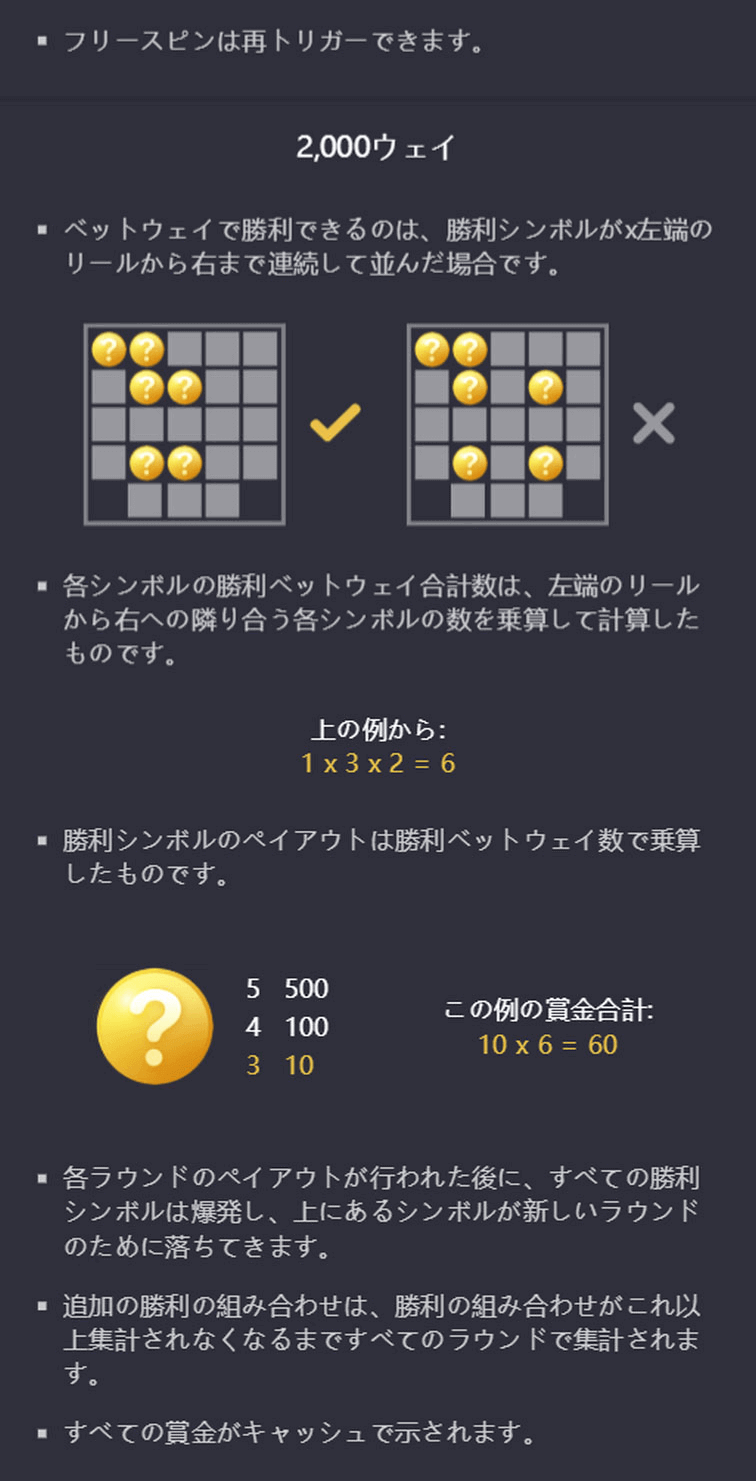 ▪ フリースピンは再トリガーできます。
2,000ウェイ
▪ ベットウェイで勝利できるのは、勝利シンボルがx左端の
リールから右まで連続して並んだ場合です。
? ? ? ?
? ? ? ?
? ? ? ?
▪ 各シンボルの勝利ベットウェイ合計数は、左端のリール
から右への隣り合う各シンボルの数を乗算して計算した
ものです。
上の例から:
1 x 3 x 2 = 6
▪ 勝利シンボルのペイアウトは勝利ベットウェイ数で乗算
したものです。
?
5 500
4 100
3 10
この例の賞金合計:
10 x 6 = 60
▪ 各ラウンドのペイアウトが行われた後に、すべての勝利
シンボルは爆発し、上にあるシンボルが新しいラウンド
のために落ちてきます。
▪ 追加の勝利の組み合わせは、勝利の組み合わせがこれ以
上集計されなくなるまですべてのラウンドで集計されま
す。
▪ すべての賞金がキャッシュで示されます。